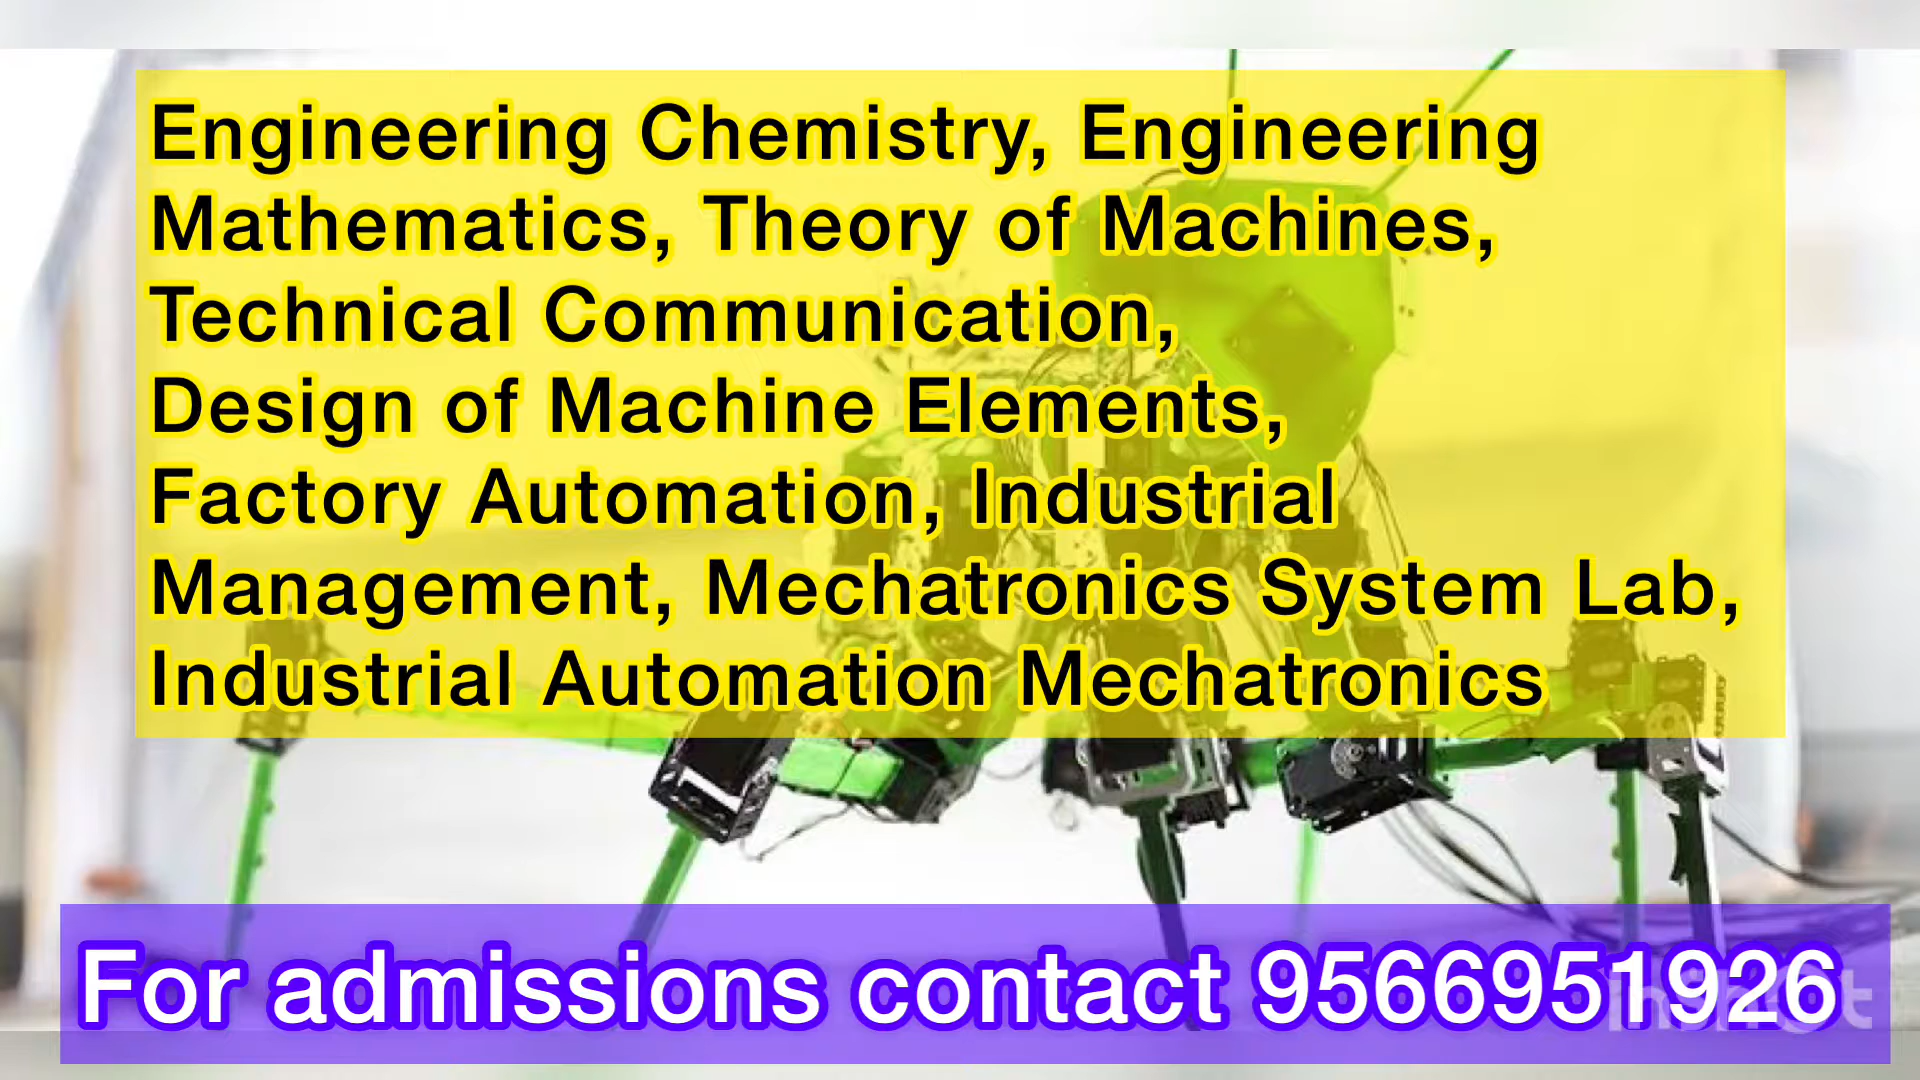 Engineering Chemistry, Engineering
Mathematics, Theory of Machines,
Technical Communication,
Design of Machine Elements,
Factory Automation, Industrial
Management, Mechatronics System Lab,
Industrial Automation Mechatronics
For admissions contact 9566951926